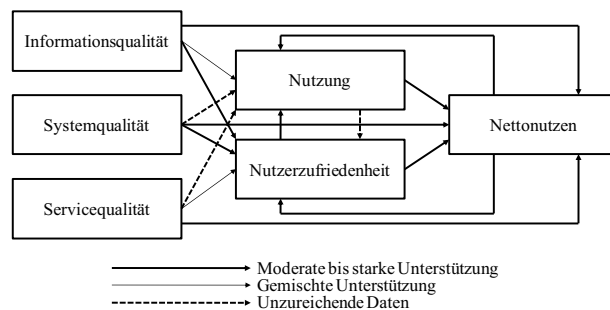 Informationsqualität
Nutzung
Systemqualität
Nettonutzen
Nutzerzufriedenheit
Servicequalität
Moderate bis starke Unterstützung
Gemischte Unterstützung
Unzureichende Daten